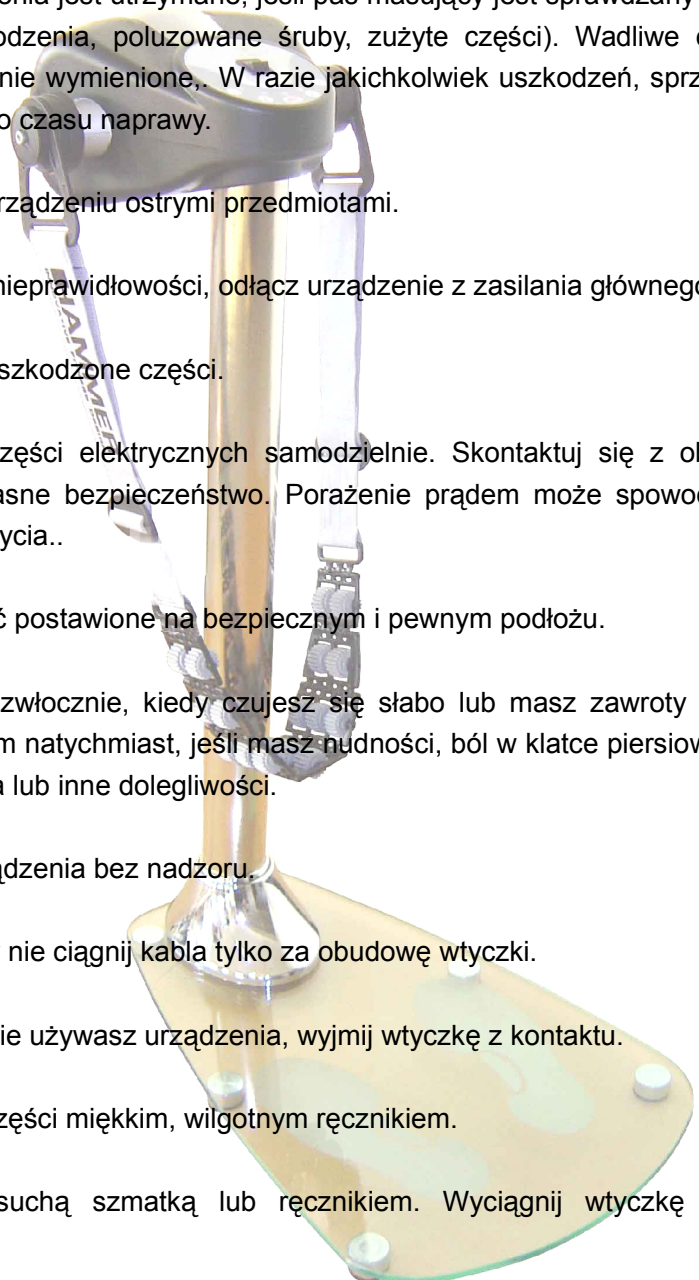 onia jest utrzymane, jeśli pas masujący jest sprawdzany
odzenia, poluzowane śruby, zużyte części). Wadliwe
nie wymienione,. W razie jakichkolwiek uszkodzeń, sprz
o czasu naprawy.
rządzeniu ostrymi przedmiotami.
nieprawidłowości, odłącz urządzenie z zasilania głównego
HAMMER
szkodzone części.
zęści elektrycznych samodzielnie. Skontaktuj się z o
asne bezpieczeństwo. Porażenie prądem może spowo
ycia..
ć postawione na bezpiecznym i pewnym podłożu.
zwłocznie, kiedy czujesz się słabo lub masz zawroty
m natychmiast, jeśli masz nudności, ból w klatce piersiow
a lub inne dolegliwości.
ądzenia bez nadzoru.
nie ciągnij kabla tylko za obudowę wtyczki.
ie używasz urządzenia, wyjmij wtyczkę z kontaktu.
zęści miękkim, wilgotnym ręcznikiem.
suchą szmatką lub ręcznikiem. Wyciągnij wtyczkę